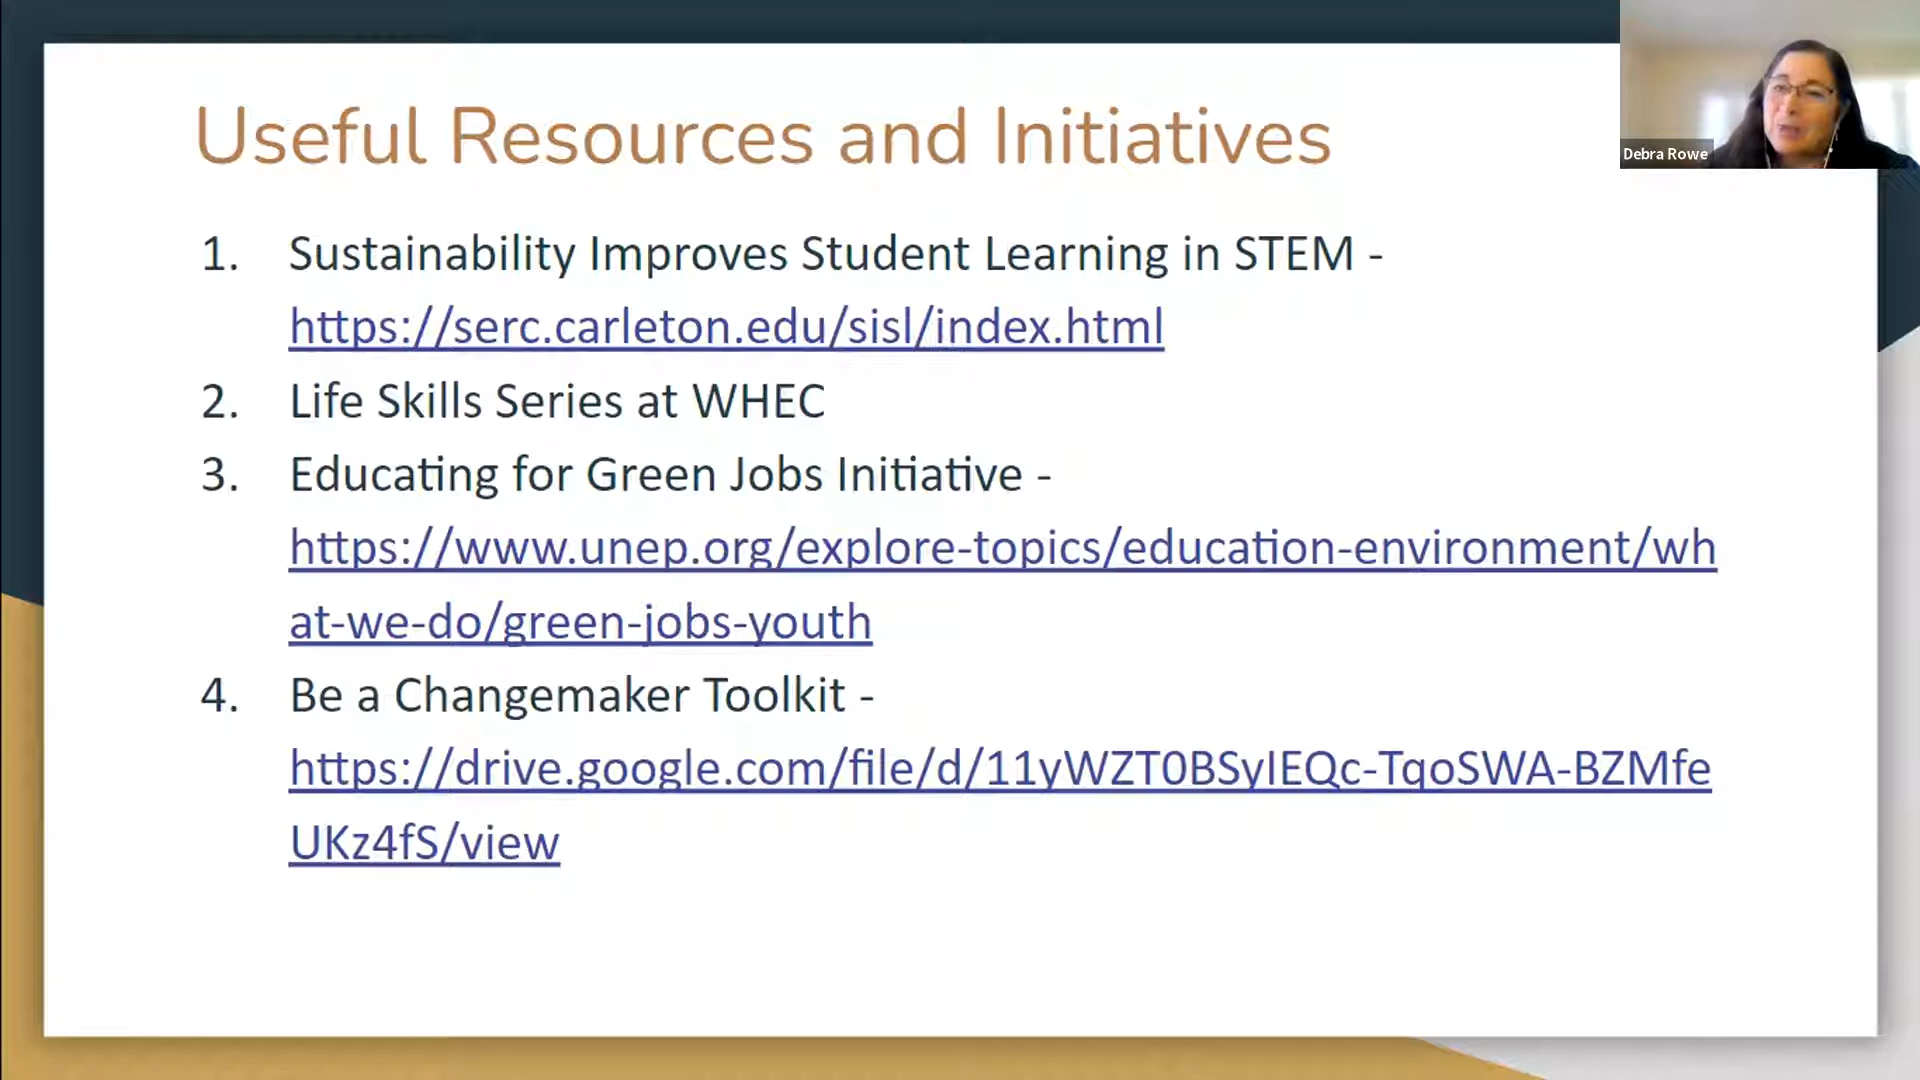 Useful Resources and Initiatives
Debra Rowe
1. Sustainability Improves Student Learning in STEM -
https://serc.carleton.edu/sisl/index.html
2. Life Skills Series at WHEC
3. Educating for Green Jobs Initiative -
https://www.unep.org/explore-topics/education-environment/wh
at-we-do/green-jobs-youth
4. Be a Changemaker Toolkit -
https://drive.google.com/file/d/11yWZT0BSyIEQc-TqoSWA-BZMfe
UKz4fS/view